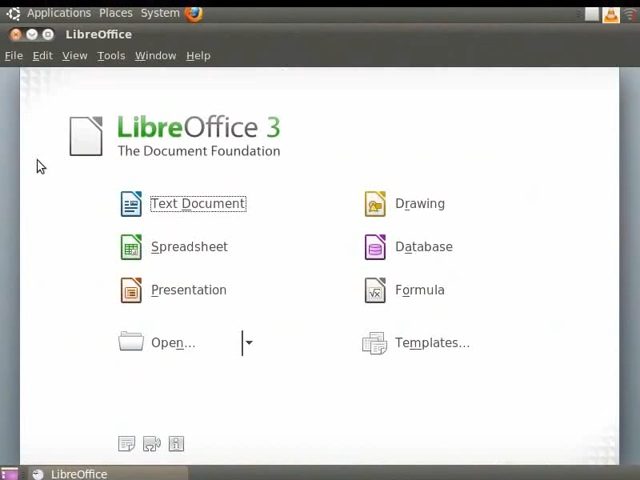 Applications Places System
LibreOffice
File Edit View Tools Window Help
LibreOffice 3
The Document Foundation
Text Document Drawing
Spreadsheet Database
Presentation Formula
Open... Templates...
LibreOffice